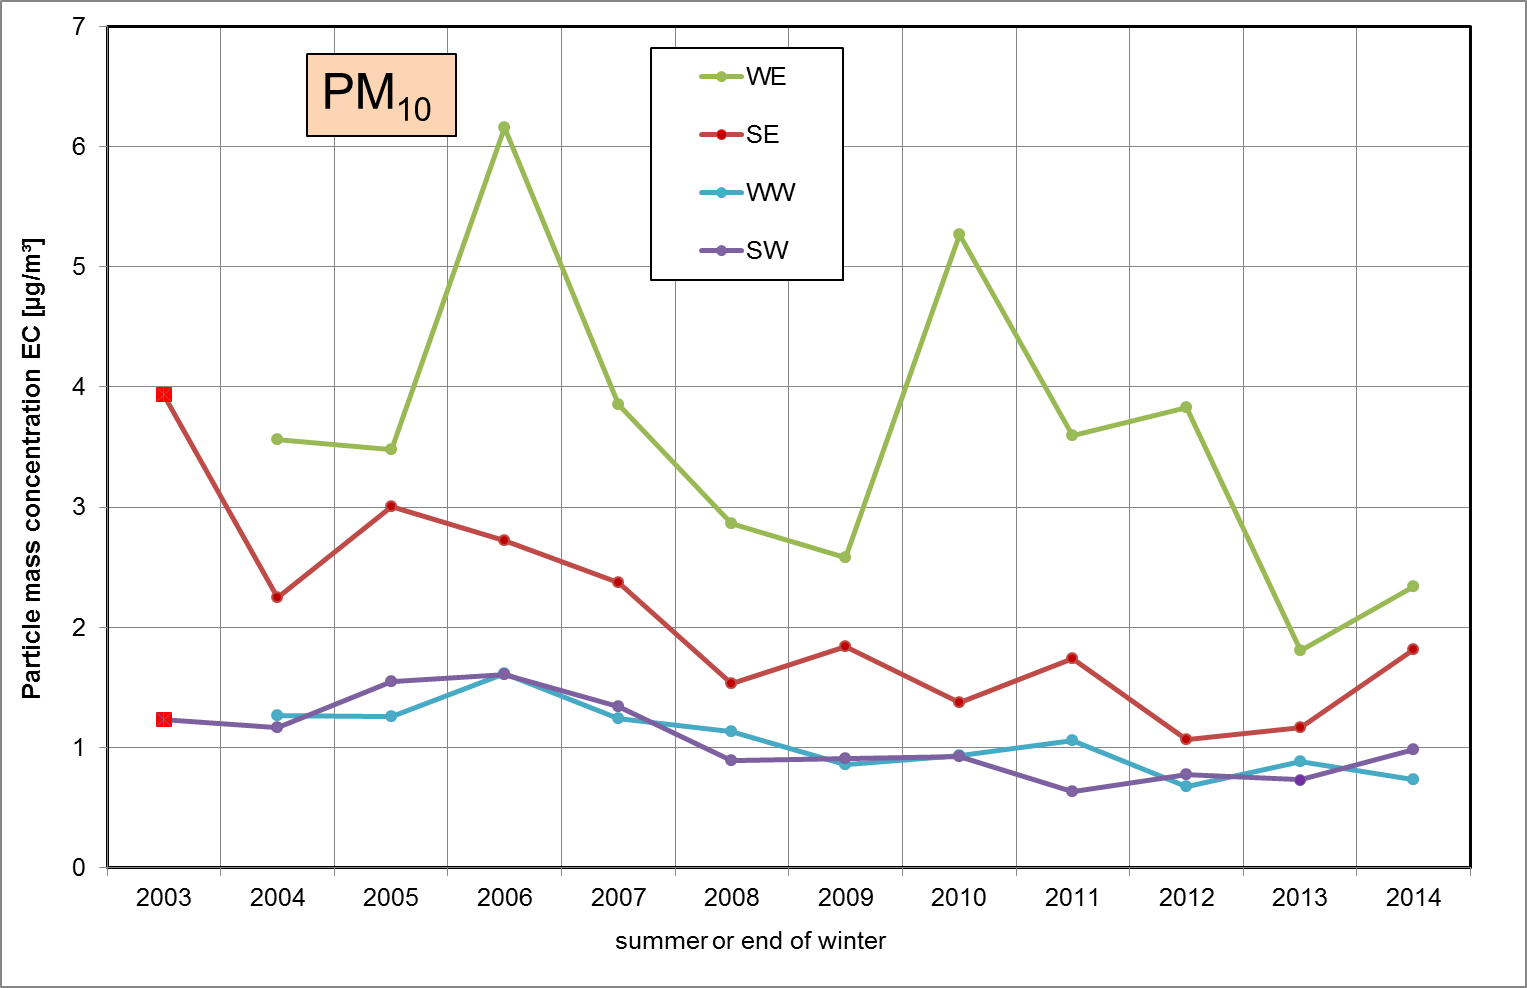 7
PM10
WE
SE
WW
SW
6
5
4
3
2
1
0
Particle mass concentration EC [µg/m³]
2003 2004 2005 2006 2007 2008 2009 2010 2011 2012 2013 2014
summer or end of winter